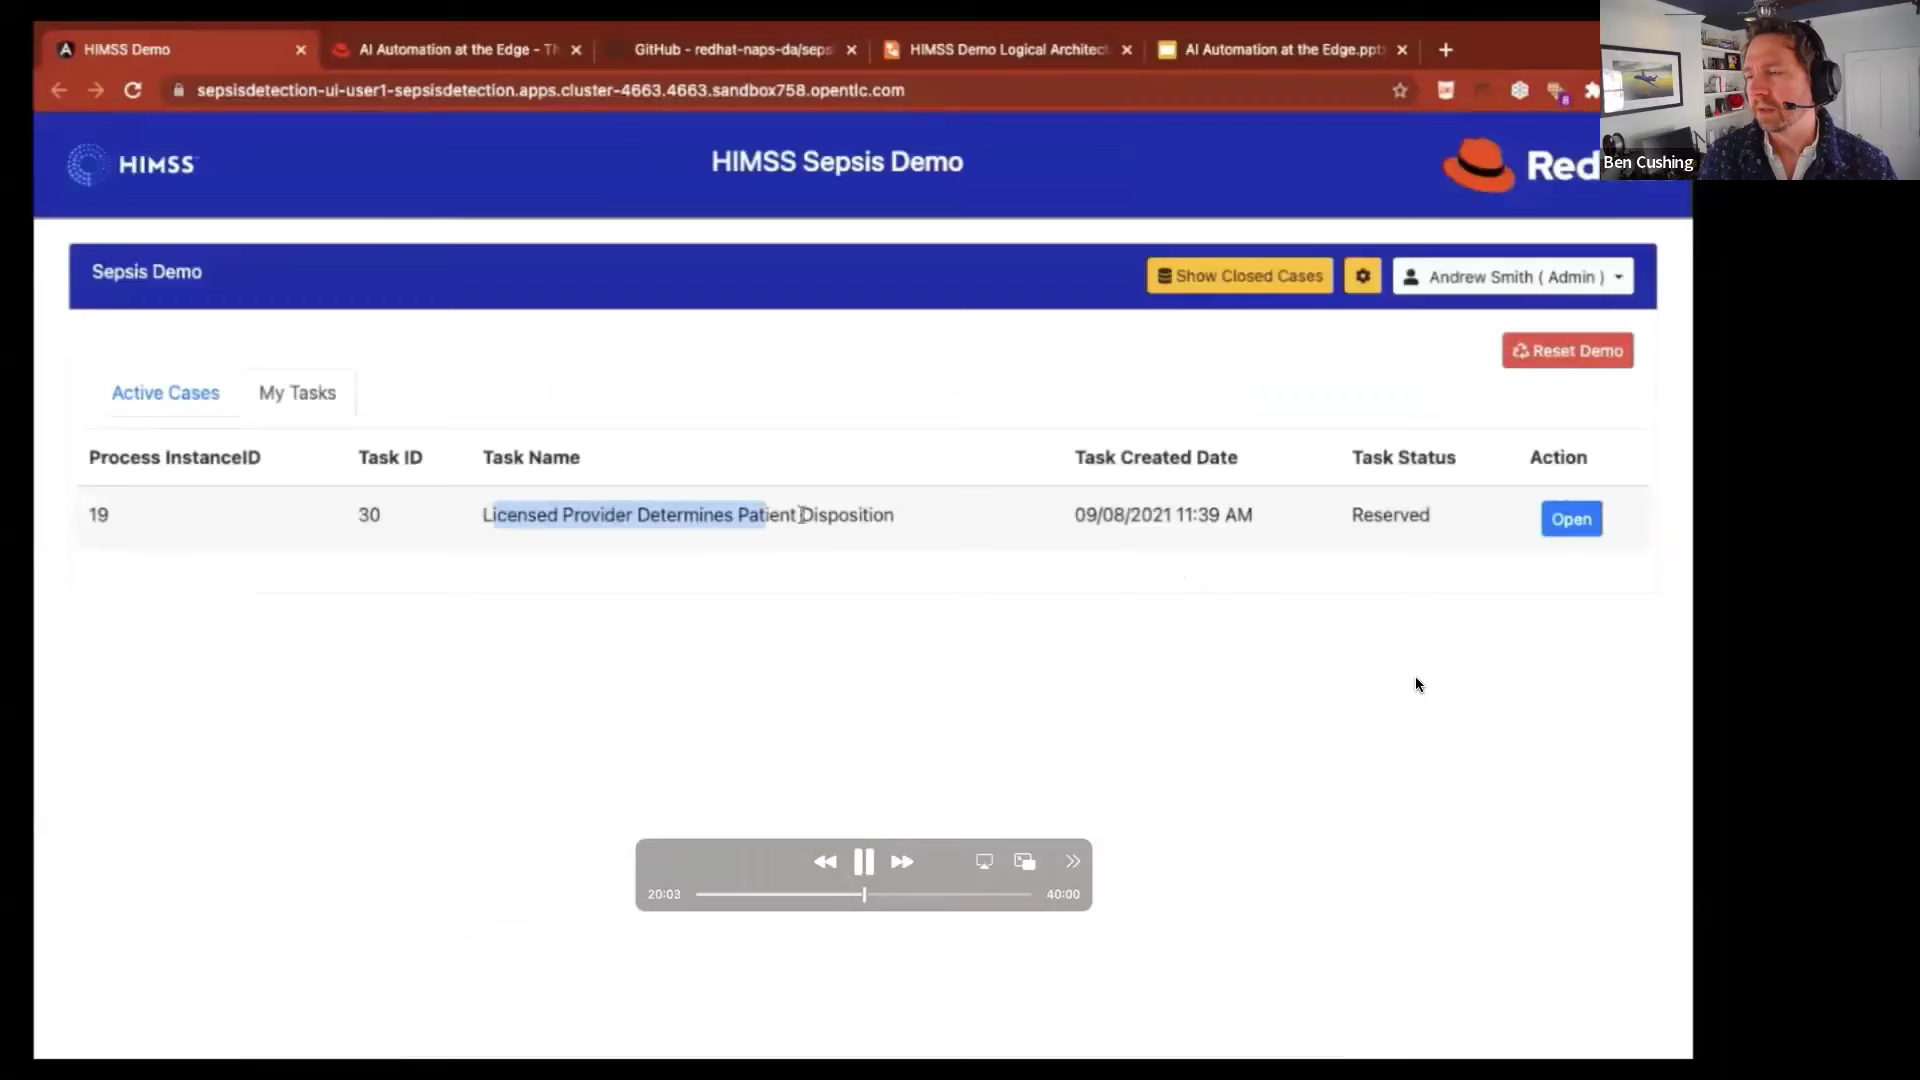 HIMSS Demo
AI Automation at the Edge - Th
GitHub - redhat-naps-da/seps
HIMSS Demo Logical Architect
AI Automation at the Edge.ppt
sepsisdetection-ui-user1-sepsisdetection.apps.cluster-4663.4663.sandbox758.opentlc.com
8
Ben Cushing
HIMSS
HIMSS Sepsis Demo
Red
Sepsis Demo
Show Closed Cases
Andrew Smith ( Admin )
Reset Demo
Active Cases
My Tasks
Process InstanceID Task ID Task Name Task Created Date Task Status Action
19 30 Licensed Provider Determines Patient Disposition 09/08/2021 11:39 AM Reserved Open
20:03
40:00